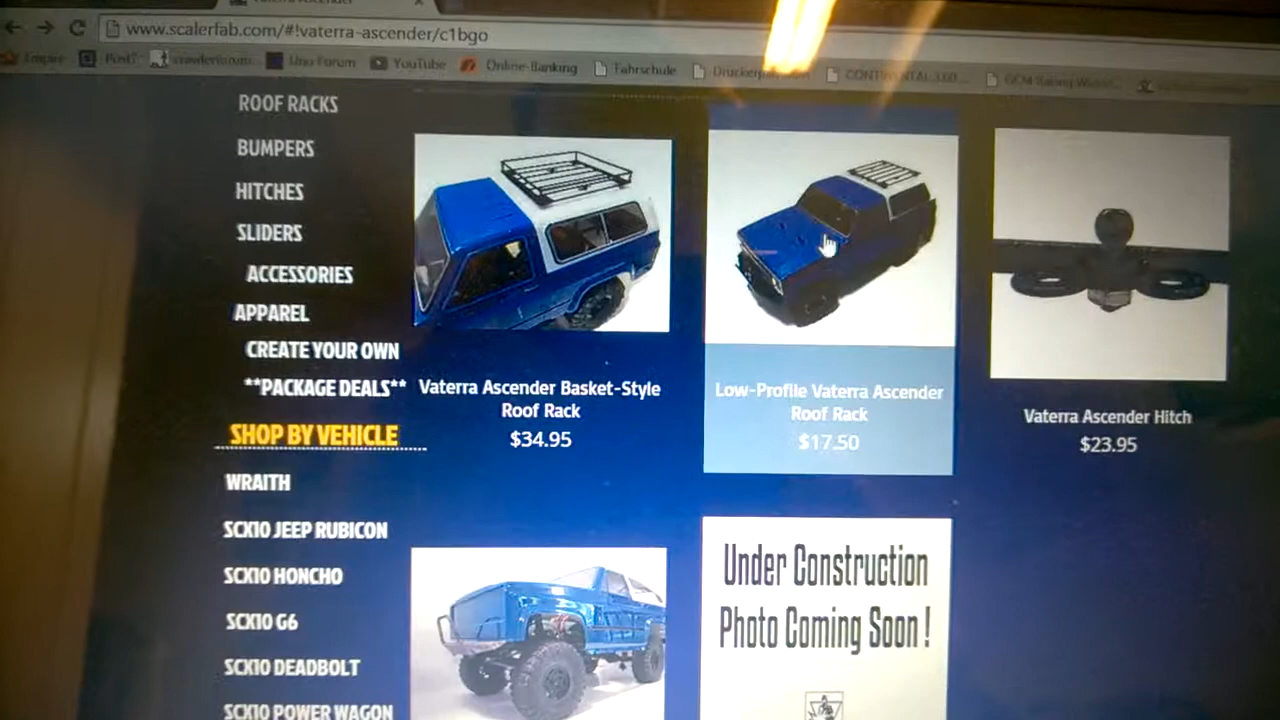 www.scalerfab.com/#!vaterra-ascender/c1bgo
Empire
YouTube
Online-Banking
Fahrschule
ROOF RACKS
BUMPERS
HITCHES
SLIDERS
ACCESSORIES
APPAREL
CREATE YOUR OWN
**PACKAGE DEALS**
SHOP BY VEHICLE
WRAITH
SCX10 JEEP RUBICON
SCX10 HONCHO
SCX10 G6
SCX10 DEADBOLT
SCX10 POWER WAGON
Vaterra Ascender Basket-Style
Roof Rack
$34.95
Low-Profile Vaterra Ascender
Roof Rack
$17.50
Vaterra Ascender Hitch
$23.95
Under Construction
Photo Coming Soon !